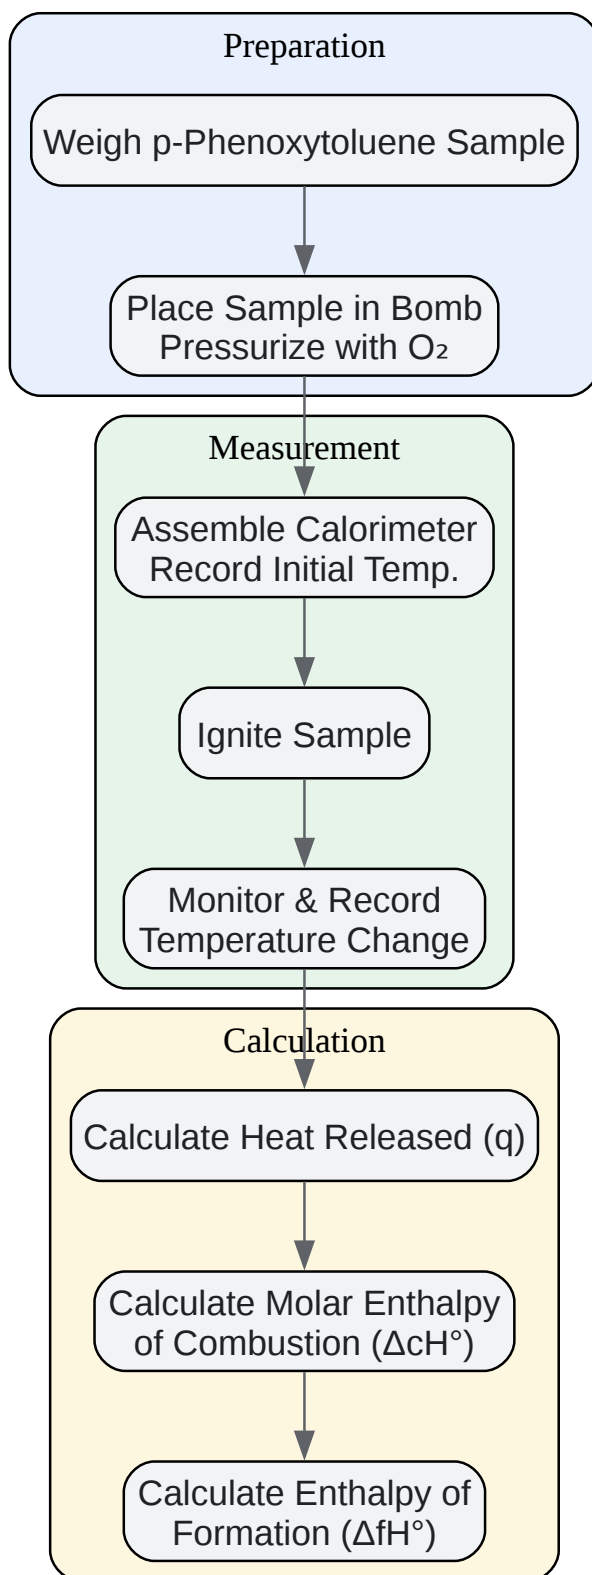 Preparation
Weigh p-Phenoxytoluene Sample
Place Sample in Bomb
Pressurize with O₂
Measurement
Assemble Calorimeter
Record Initial Temp.
Ignite Sample
Monitor & Record
Temperature Change
Calculation
Calculate Heat Released (q)
Calculate Molar Enthalpy
of Combustion (ΔcH°)
Calculate Enthalpy of
Formation (ΔfH°)